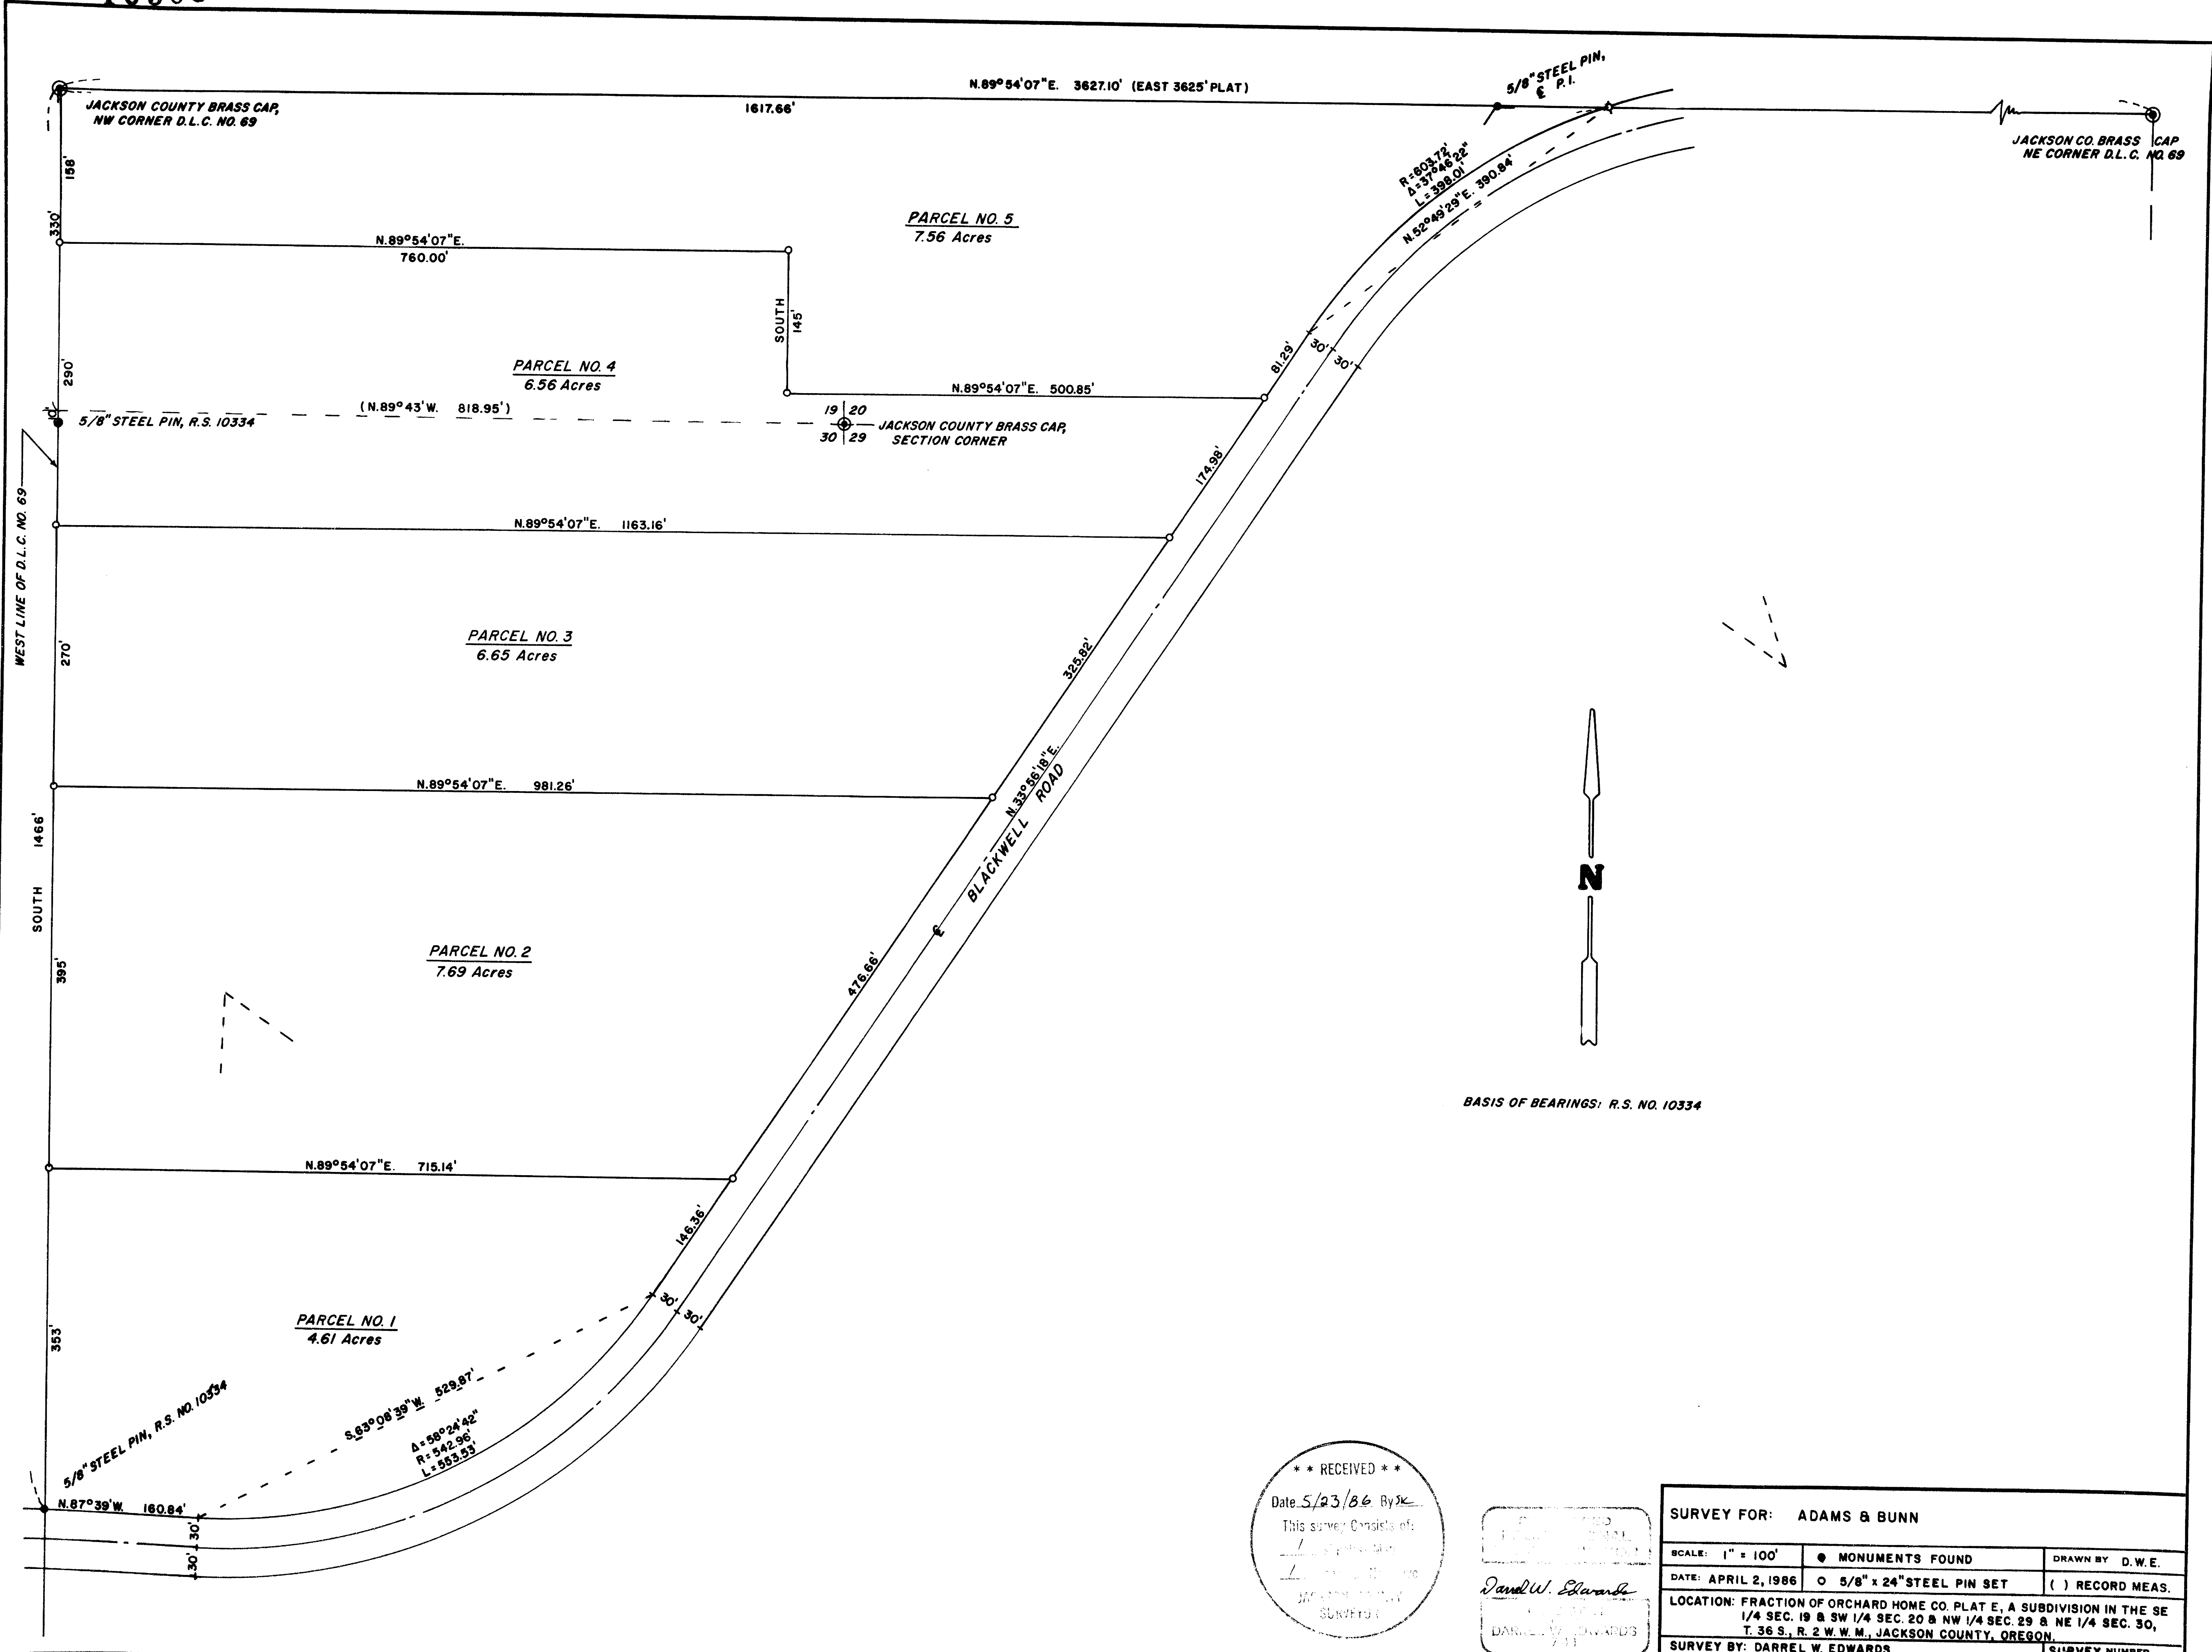 N.89°54'07"E. 3627.10' (EAST 3625' PLAT)
1617.66'
5/8" STEEL PIN,
℄ P.I.
JACKSON COUNTY BRASS CAP,
NW CORNER D.L.C. NO. 69
JACKSON CO. BRASS CAP
NE CORNER D.L.C. NO. 69
158'
330'
R=603.72'
Δ=37°46'22"
L=398.01'
N.52°49'29"E. 390.84'
PARCEL NO. 5
7.56 Acres
N.89°54'07"E.
760.00'
SOUTH
145'
81.29'
30'
30'
PARCEL NO. 4
6.56 Acres
290'
N.89°54'07"E. 500.85'
10'
(N.89°43'W. 818.95')
5/8" STEEL PIN, R.S. 10334
19 20
30 29
JACKSON COUNTY BRASS CAP,
SECTION CORNER
174.98'
WEST LINE OF D.L.C. NO. 69
N.89°54'07"E. 1163.16'
PARCEL NO. 3
6.65 Acres
270'
325.82'
N.89°54'07"E. 981.26'
N.33°56'18"E.
BLACKWELL ROAD
℄
SOUTH 1466'
PARCEL NO. 2
7.69 Acres
395'
476.66'
N
BASIS OF BEARINGS: R.S. NO. 10334
N.89°54'07"E. 715.14'
146.36'
30'
30'
PARCEL NO. 1
4.61 Acres
353'
S.63°08'39"W. 529.87'
Δ=58°24'42"
R=542.96'
L=553.53'
5/8" STEEL PIN, R.S. NO. 10334
N.87°39'W. 160.84'
30'
30'
* * RECEIVED * *
Date 5/23/86 By SK
This survey Consists of:
1
1
SURVEYOR
Darrel W. Edwards
DARREL W. EDWARDS
SURVEY FOR: ADAMS & BUNN
SCALE: 1" = 100'
● MONUMENTS FOUND
DRAWN BY D.W.E.
DATE: APRIL 2, 1986
○ 5/8" x 24" STEEL PIN SET
( ) RECORD MEAS.
LOCATION: FRACTION OF ORCHARD HOME CO. PLAT E, A SUBDIVISION IN THE SE
1/4 SEC. 19 & SW 1/4 SEC. 20 & NW 1/4 SEC. 29 & NE 1/4 SEC. 30,
T. 36 S., R. 2 W. W. M., JACKSON COUNTY, OREGON.
SURVEY BY: DARREL W. EDWARDS
SURVEY NUMBER